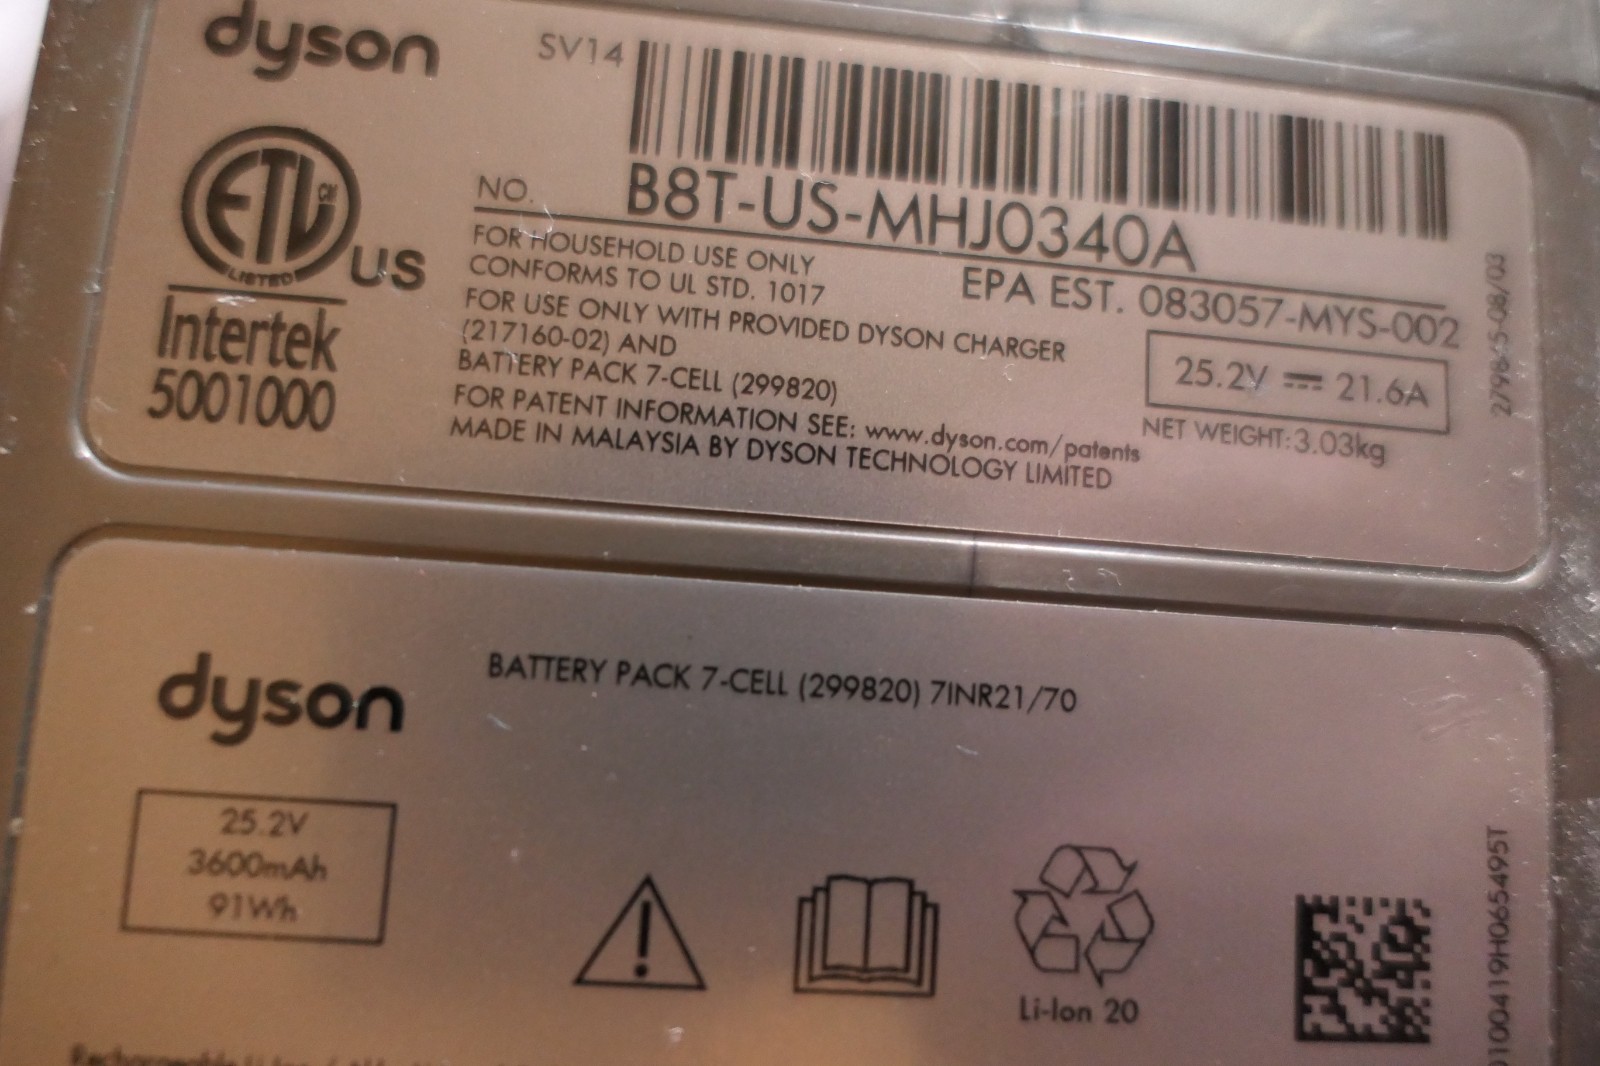 dyson
SV14
NO. B8T-US-MHJ0340A
ETL
CM
LISTED
US
Intertek
5001000
FOR HOUSEHOLD USE ONLY
CONFORMS TO UL STD. 1017
EPA EST. 083057-MYS-002
FOR USE ONLY WITH PROVIDED DYSON CHARGER
(217160-02) AND
BATTERY PACK 7-CELL (299820)
25.2V ⎓ 21.6A
FOR PATENT INFORMATION SEE: www.dyson.com/patents
NET WEIGHT:3.03kg
MADE IN MALAYSIA BY DYSON TECHNOLOGY LIMITED
dyson
BATTERY PACK 7-CELL (299820) 7INR21/70
25.2V
3600mAh
91Wh
Li-Ion 20
Rechargeable Li-Ion